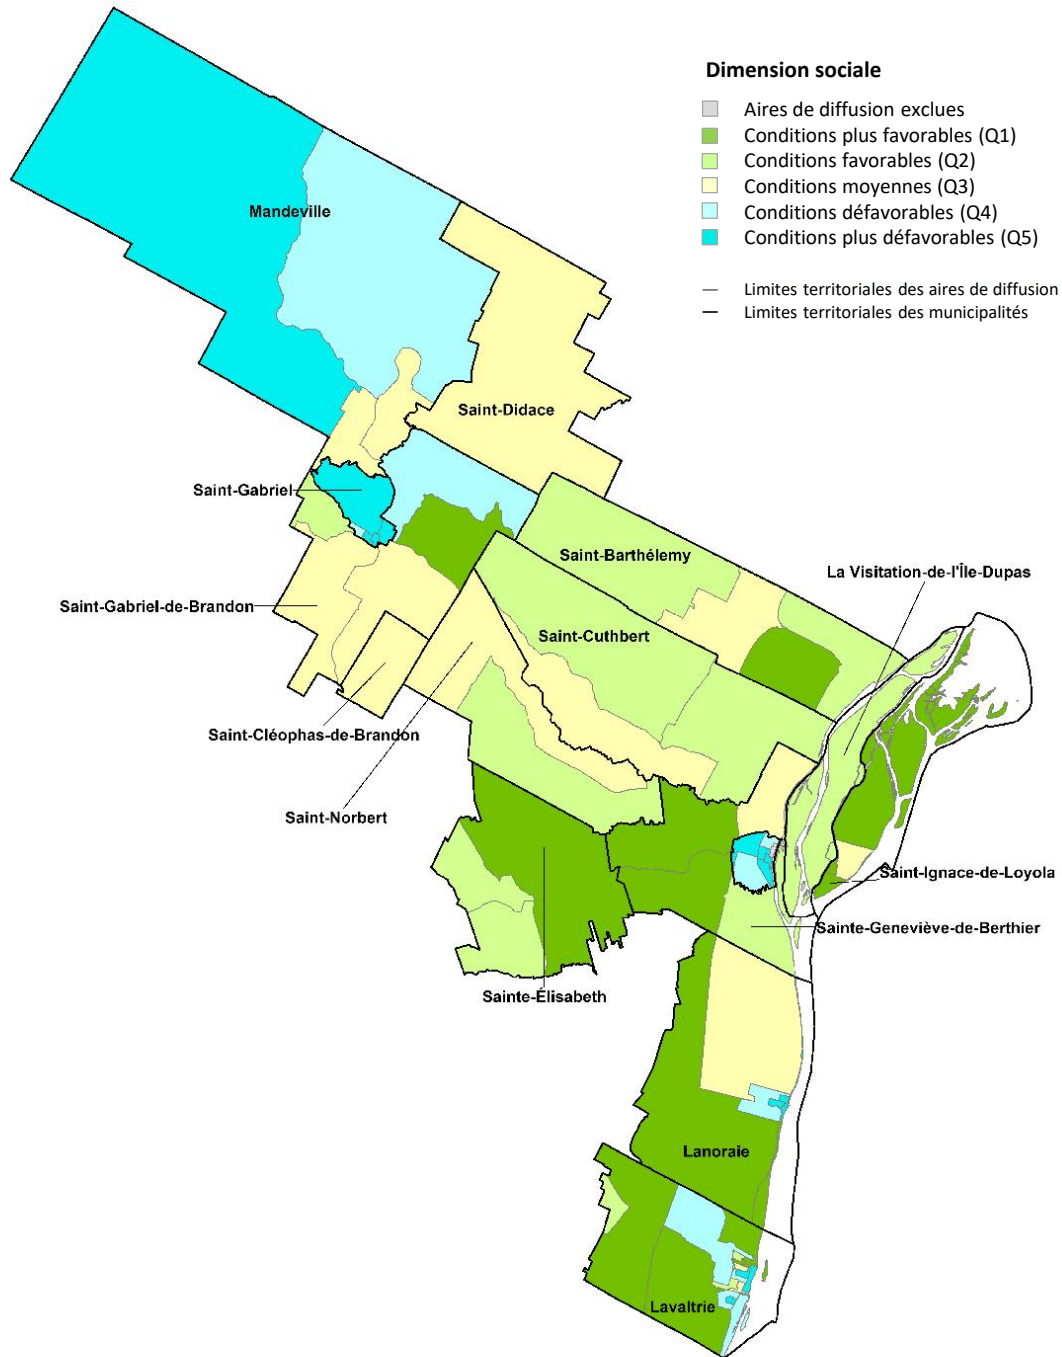 Dimension sociale
Aires de diffusion exclues
Conditions plus favorables (Q1)
Conditions favorables (Q2)
Conditions moyennes (Q3)
Conditions défavorables (Q4)
Conditions plus défavorables (Q5)
Limites territoriales des aires de diffusion
Limites territoriales des municipalités
Mandeville
Saint-Didace
Saint-Gabriel
Saint-Barthélemy
La Visitation-de-l'Île-Dupas
Saint-Gabriel-de-Brandon
Saint-Cuthbert
Saint-Cléophas-de-Brandon
Saint-Norbert
Saint-Ignace-de-Loyola
Sainte-Geneviève-de-Berthier
Sainte-Élisabeth
Lanoraie
Lavaltrie